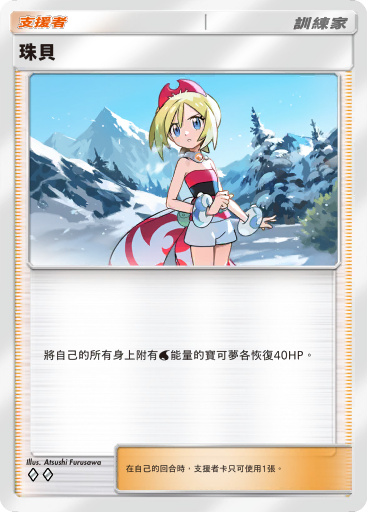 支援者 訓練家
珠貝
將自己的所有身上附有能量的寶可夢各恢復40HP。
Illus. Atsushi Furusawa
在自己的回合時，支援者卡只可使用1張。